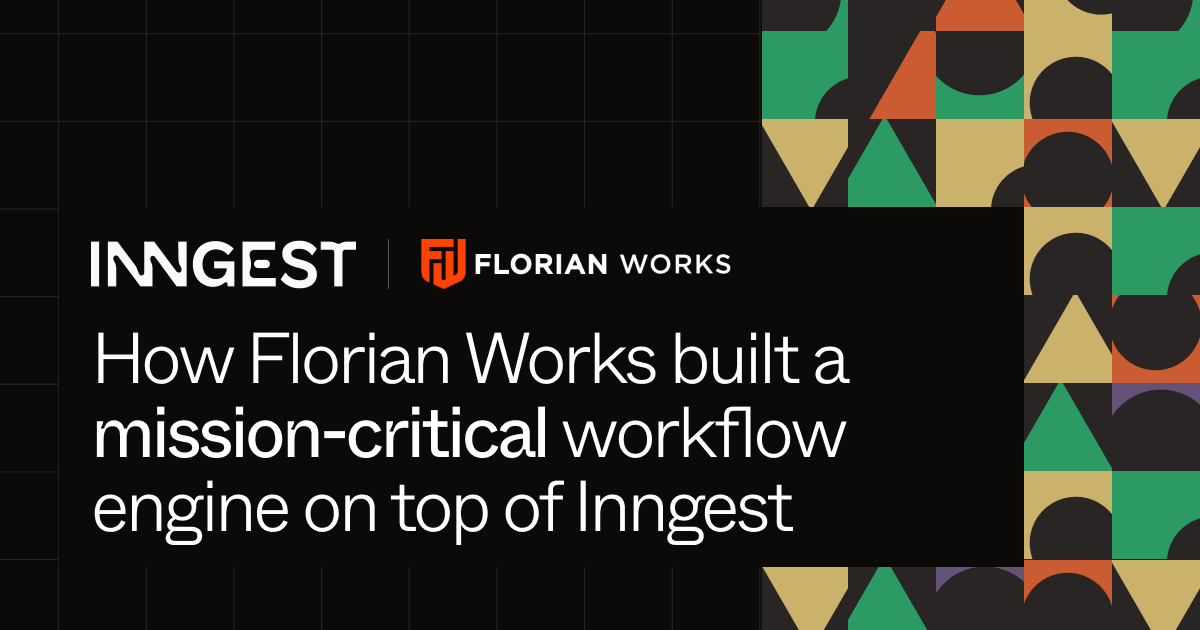 INNGEST | FLORIAN WORKS
How Florian Works built a
mission-critical workflow
engine on top of Inngest